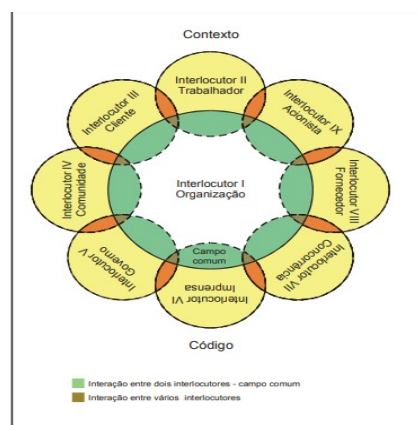 Contexto
Interlocutor II
Trabalhador
Interlocutor III
Cliente
Interlocutor IX
Acionista
Interlocutor IV
Comunidade
Interlocutor I
Organização
Interlocutor VIII
Fornecedor
Interlocutor V
Governo
Campo
comum
Interlocutor VI
Imprensa
Interlocutor VII
Concorrência
Código
Interação entre dois interlocutores - campo comum
Interação entre vários interlocutores